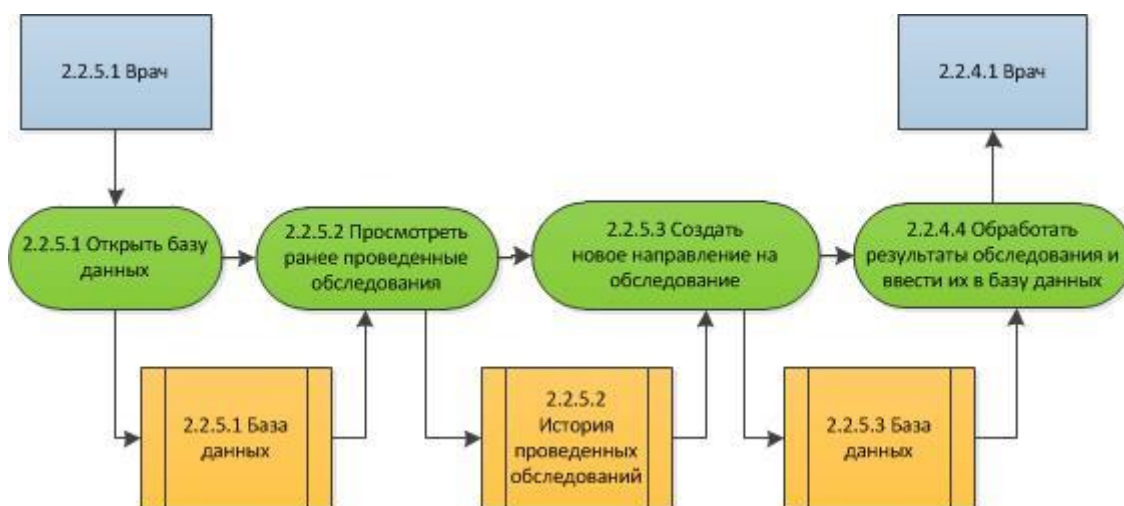 2.2.5.1 Врач
2.2.4.1 Врач
2.2.5.1 Открыть базу
данных
2.2.5.2 Просмотреть
ранее проведенные
обследования
2.2.5.3 Создать
новое направление на
обследование
2.2.4.4 Обработать
результаты обследования и
ввести их в базу данных
2.2.5.1 База
данных
2.2.5.2
История
проведенных
обследований
2.2.5.3 База
данных